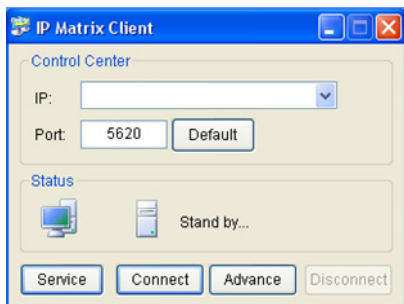 IP Matrix Client
Control Center
IP:
Port: 5620 Default
Status
Stand by...
Service Connect Advance Disconnect